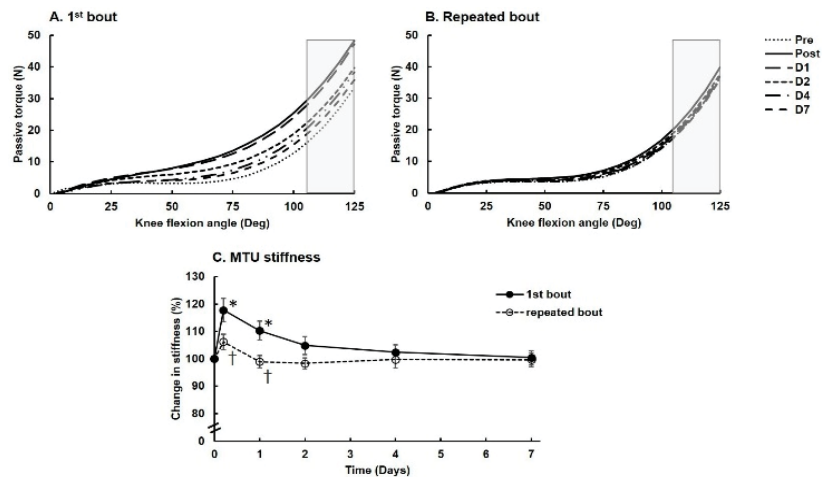 A. 1st bout
B. Repeated bout
Passive torque (N)
50
40
30
20
10
0
0 25 50 75 100 125
Knee flexion angle (Deg)
Passive torque (N)
50
40
30
20
10
0
0 25 50 75 100 125
Knee flexion angle (Deg)
Pre
Post
D1
D2
D4
D7
C. MTU stiffness
Change in stiffness (%)
130
120
110
100
90
80
0
* *
† †
1st bout
repeated bout
0 1 2 3 4 5 6 7
Time (Days)